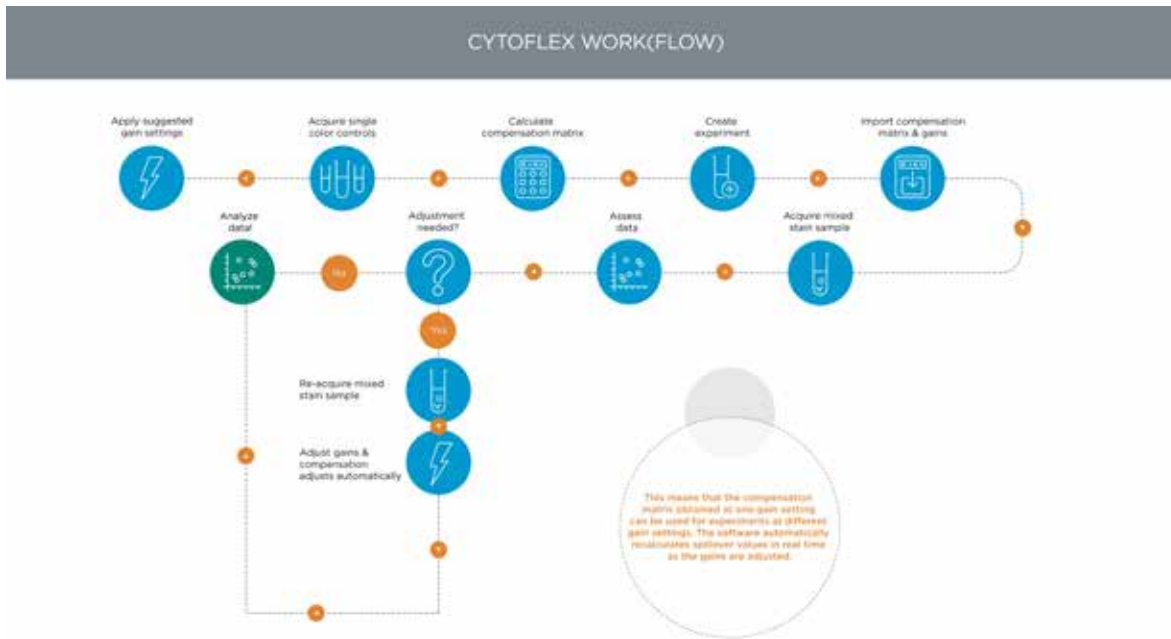 CYTOFLEX WORK(FLOW)
Apply suggested
gain settings
Acquire single
color controls
Calculate
compensation matrix
Create
experiment
Import compensation
matrix & gains
Analyze
data!
No
Adjustment
needed?
Assess
data
Acquire mixed
stain sample
Yes
Re-acquire mixed
stain sample
Adjust gains &
compensation
adjusts automatically
This means that the compensation
matrix obtained at one gain setting
can be used for experiments at different
gain settings. The software automatically
recalculates spillover values in real time
as the gains are adjusted.